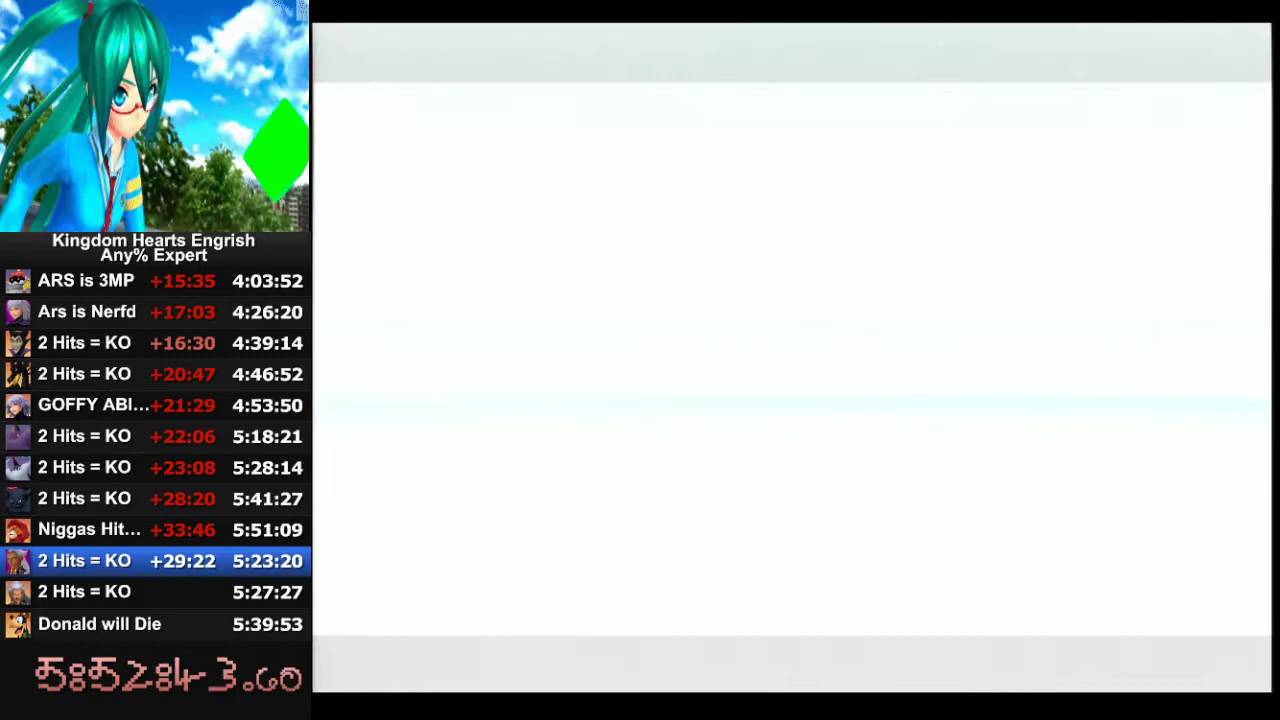 Kingdom Hearts Engrish
Any% Expert
ARS is 3MP +15:35 4:03:52
Ars is Nerfd +17:03 4:26:20
2 Hits = KO +16:30 4:39:14
2 Hits = KO +20:47 4:46:52
GOFFY ABI... +21:29 4:53:50
2 Hits = KO +22:06 5:18:21
2 Hits = KO +23:08 5:28:14
2 Hits = KO +28:20 5:41:27
Niggas Hit... +33:46 5:51:09
2 Hits = KO +29:22 5:23:20
2 Hits = KO 5:27:27
Donald will Die 5:39:53